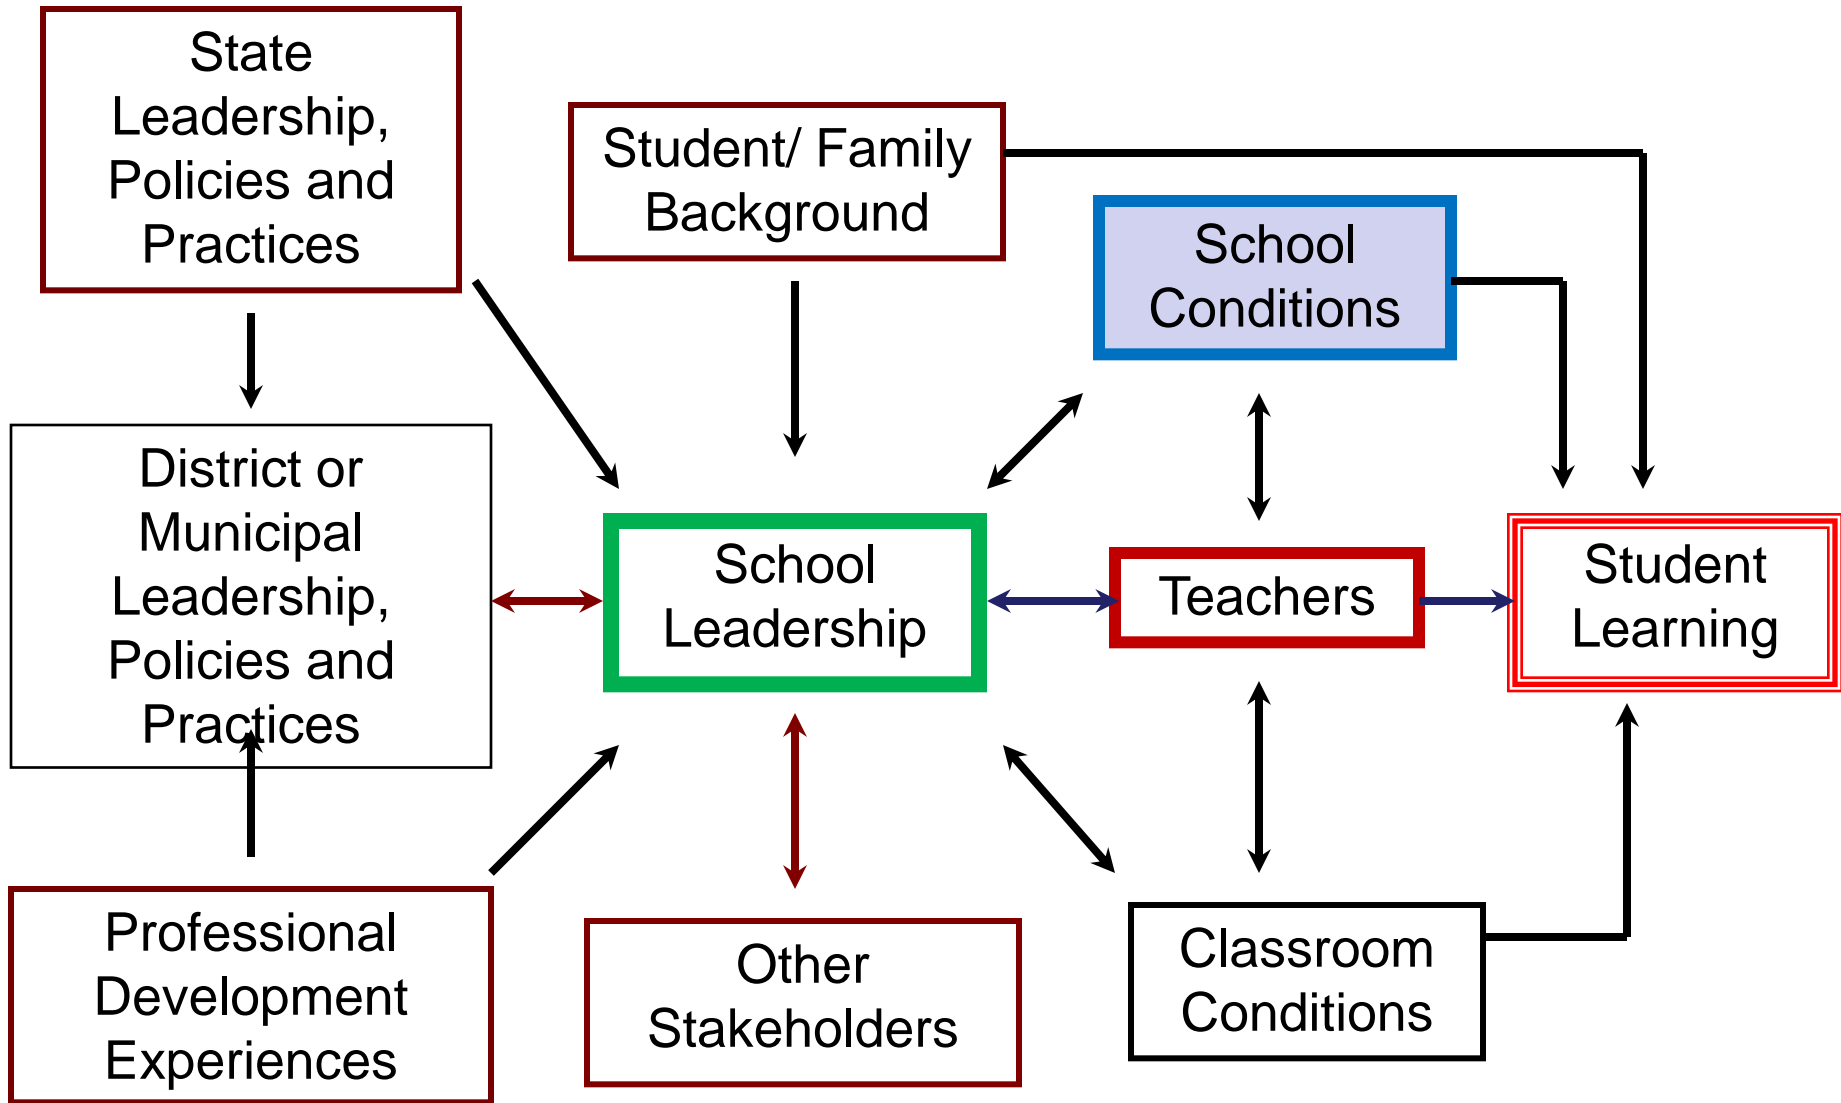 State
Leadership,
Policies and
Practices
Student/ Family
Background
School
Conditions
District or
Municipal
Leadership,
Policies and
Practices
School
Leadership
Teachers
Student
Learning
Professional
Development
Experiences
Other
Stakeholders
Classroom
Conditions